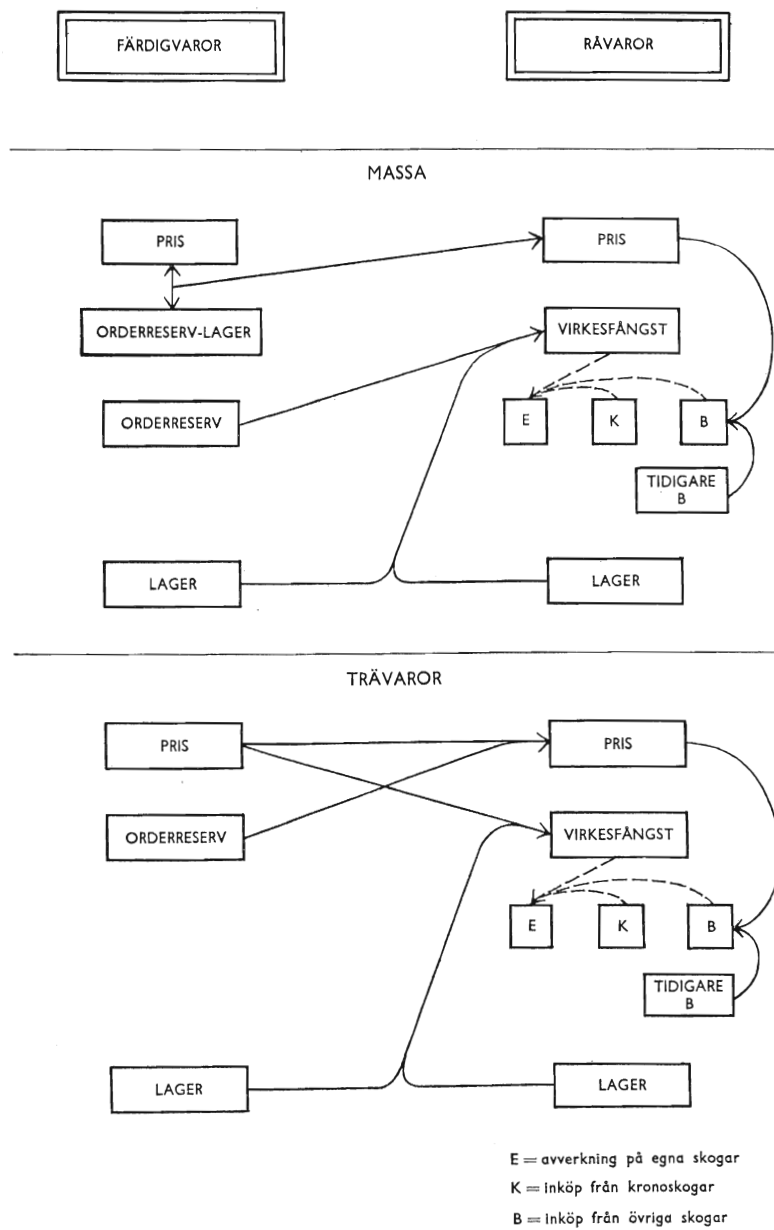 FÄRDIGVAROR
RÅVAROR
MASSA
PRIS
PRIS
ORDERRESERV-LAGER
VIRKESFÅNGST
ORDERRESERV
E
K
B
TIDIGARE
B
LAGER
LAGER
TRÄVAROR
PRIS
PRIS
ORDERRESERV
VIRKESFÅNGST
E
K
B
TIDIGARE
B
LAGER
LAGER
E = avverkning på egna skogar
K = inköp från kronoskogar
B = inköp från övriga skogar